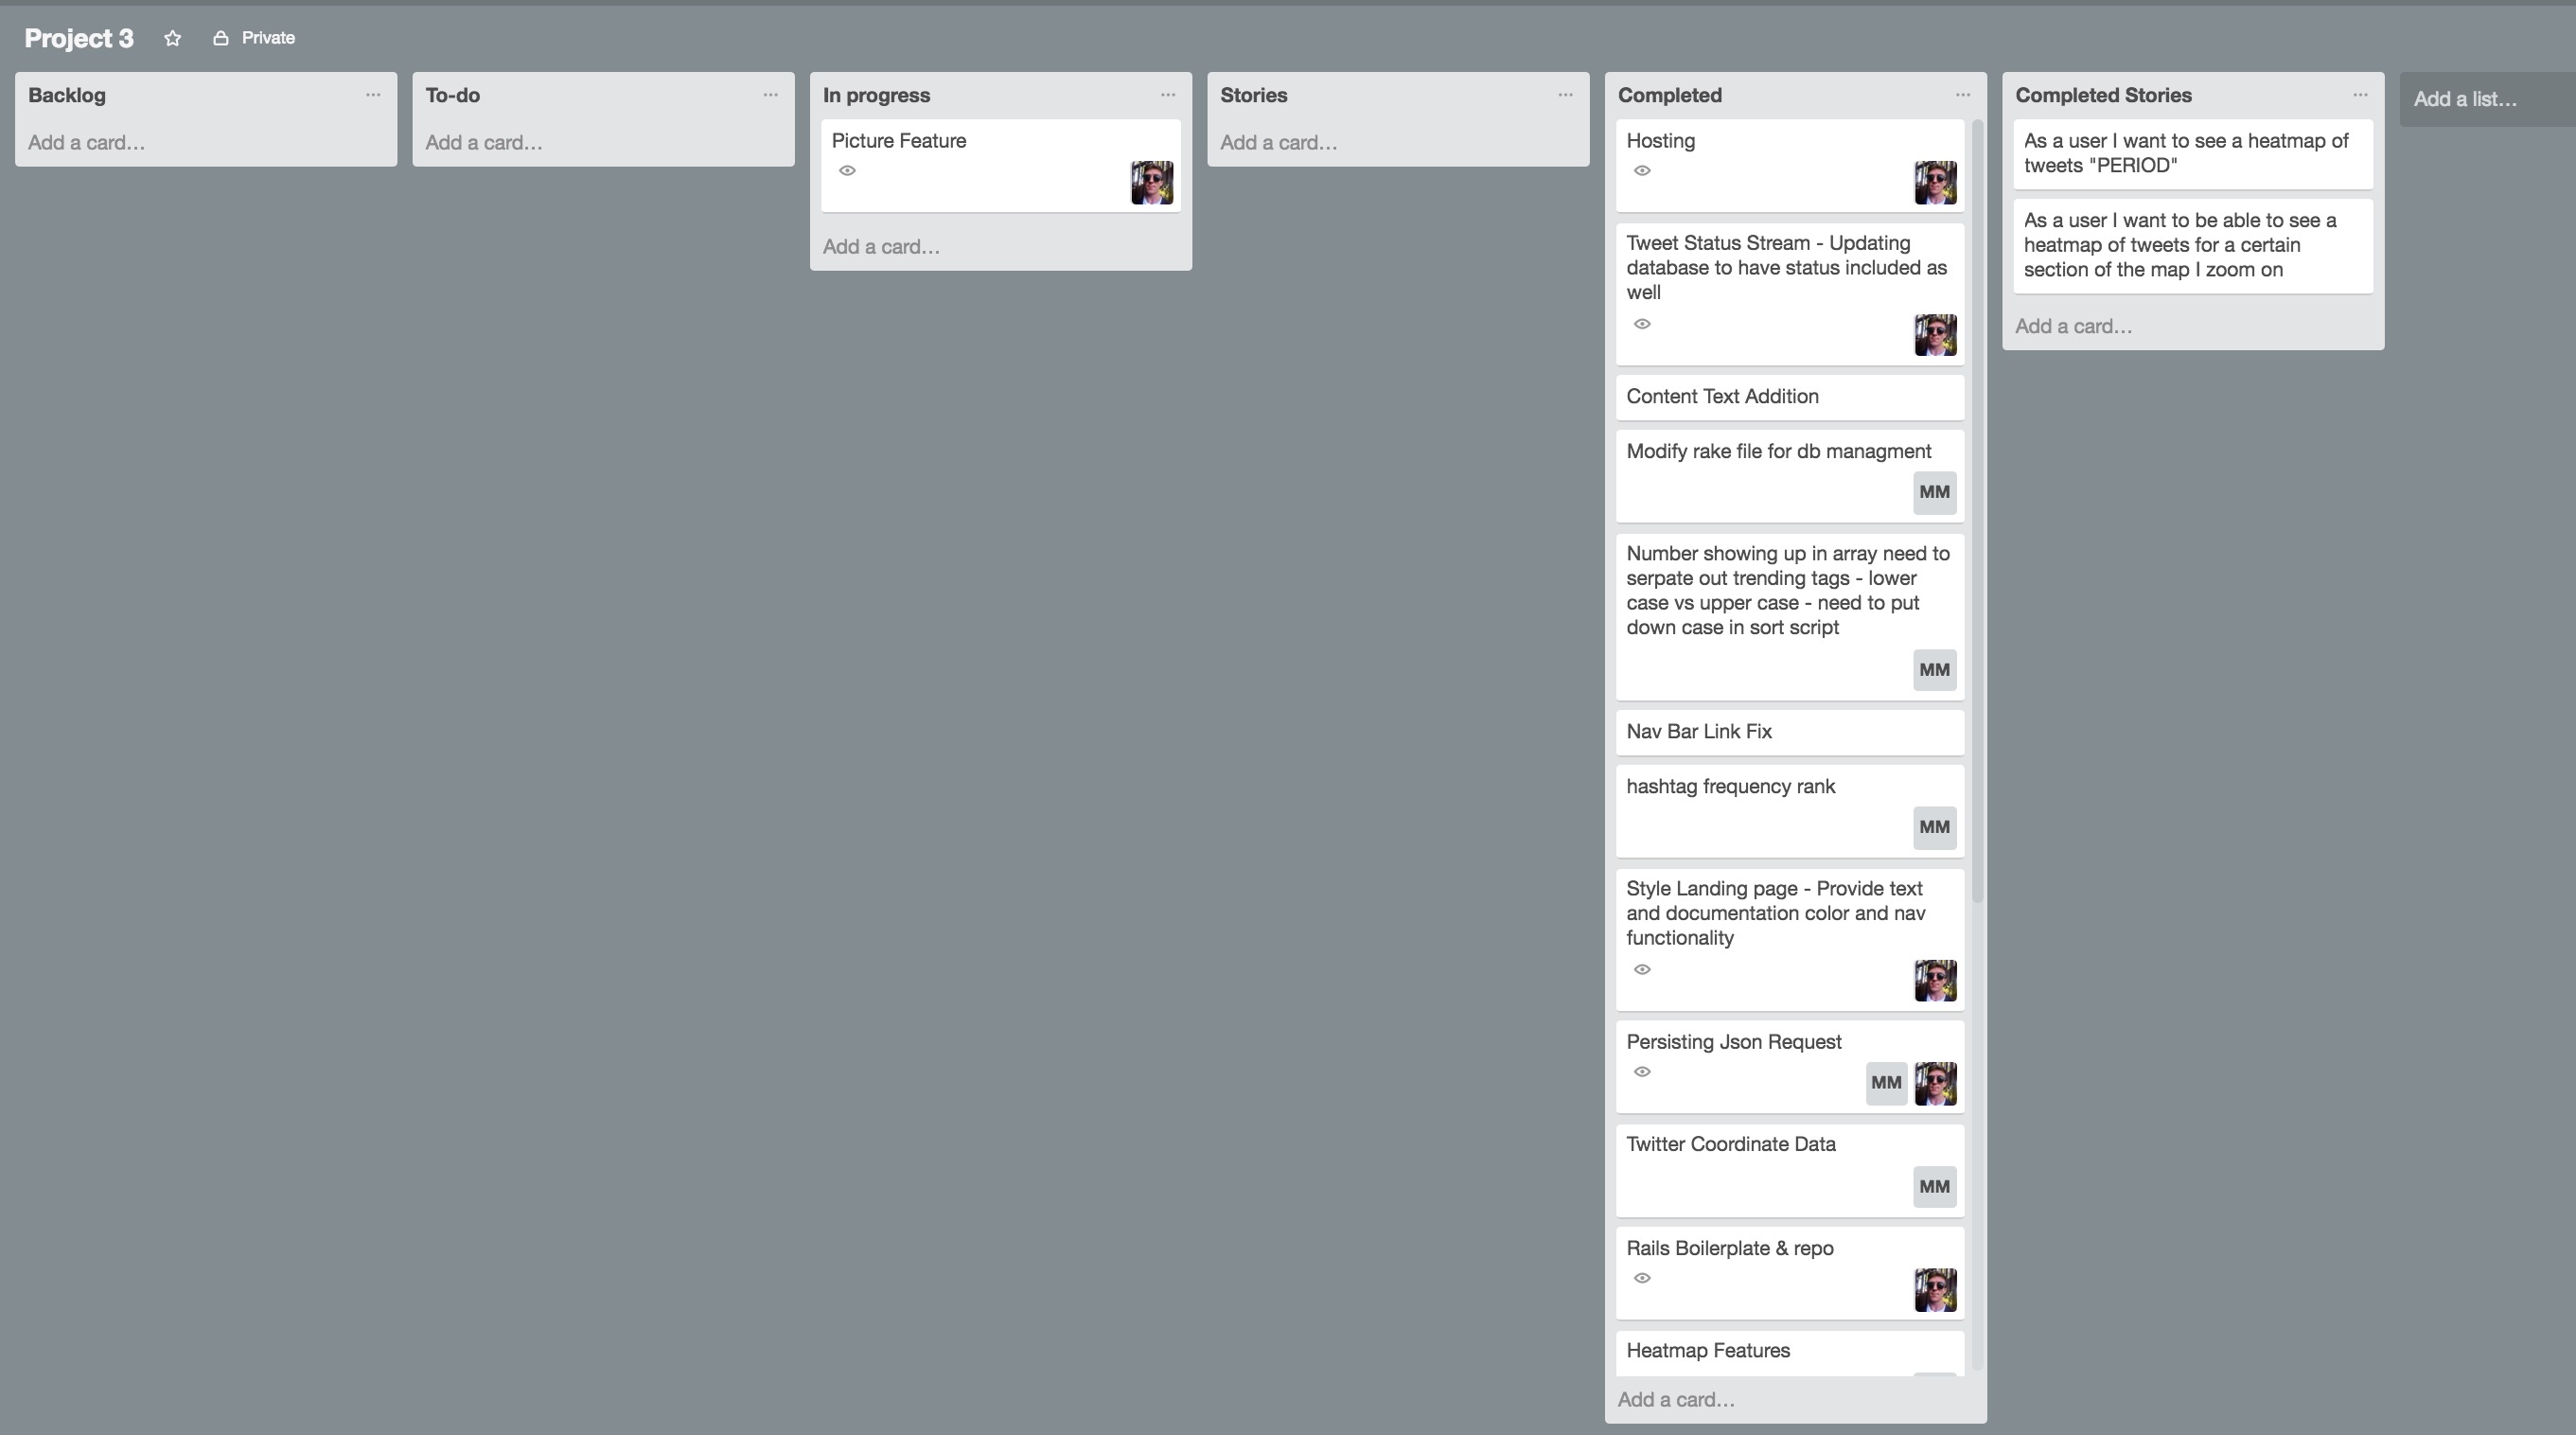 Project 3
Private
Backlog
Add a card…
To-do
Add a card…
In progress
Picture Feature
Add a card…
Stories
Add a card…
Completed
Hosting
Tweet Status Stream - Updating
database to have status included as
well
Content Text Addition
Modify rake file for db managment
MM
Number showing up in array need to
serpate out trending tags - lower
case vs upper case - need to put
down case in sort script
MM
Nav Bar Link Fix
hashtag frequency rank
MM
Style Landing page - Provide text
and documentation color and nav
functionality
Persisting Json Request
MM
Twitter Coordinate Data
MM
Rails Boilerplate & repo
Heatmap Features
Add a card…
Completed Stories
As a user I want to see a heatmap of
tweets "PERIOD"
As a user I want to be able to see a
heatmap of tweets for a certain
section of the map I zoom on
Add a card…
Add a list…